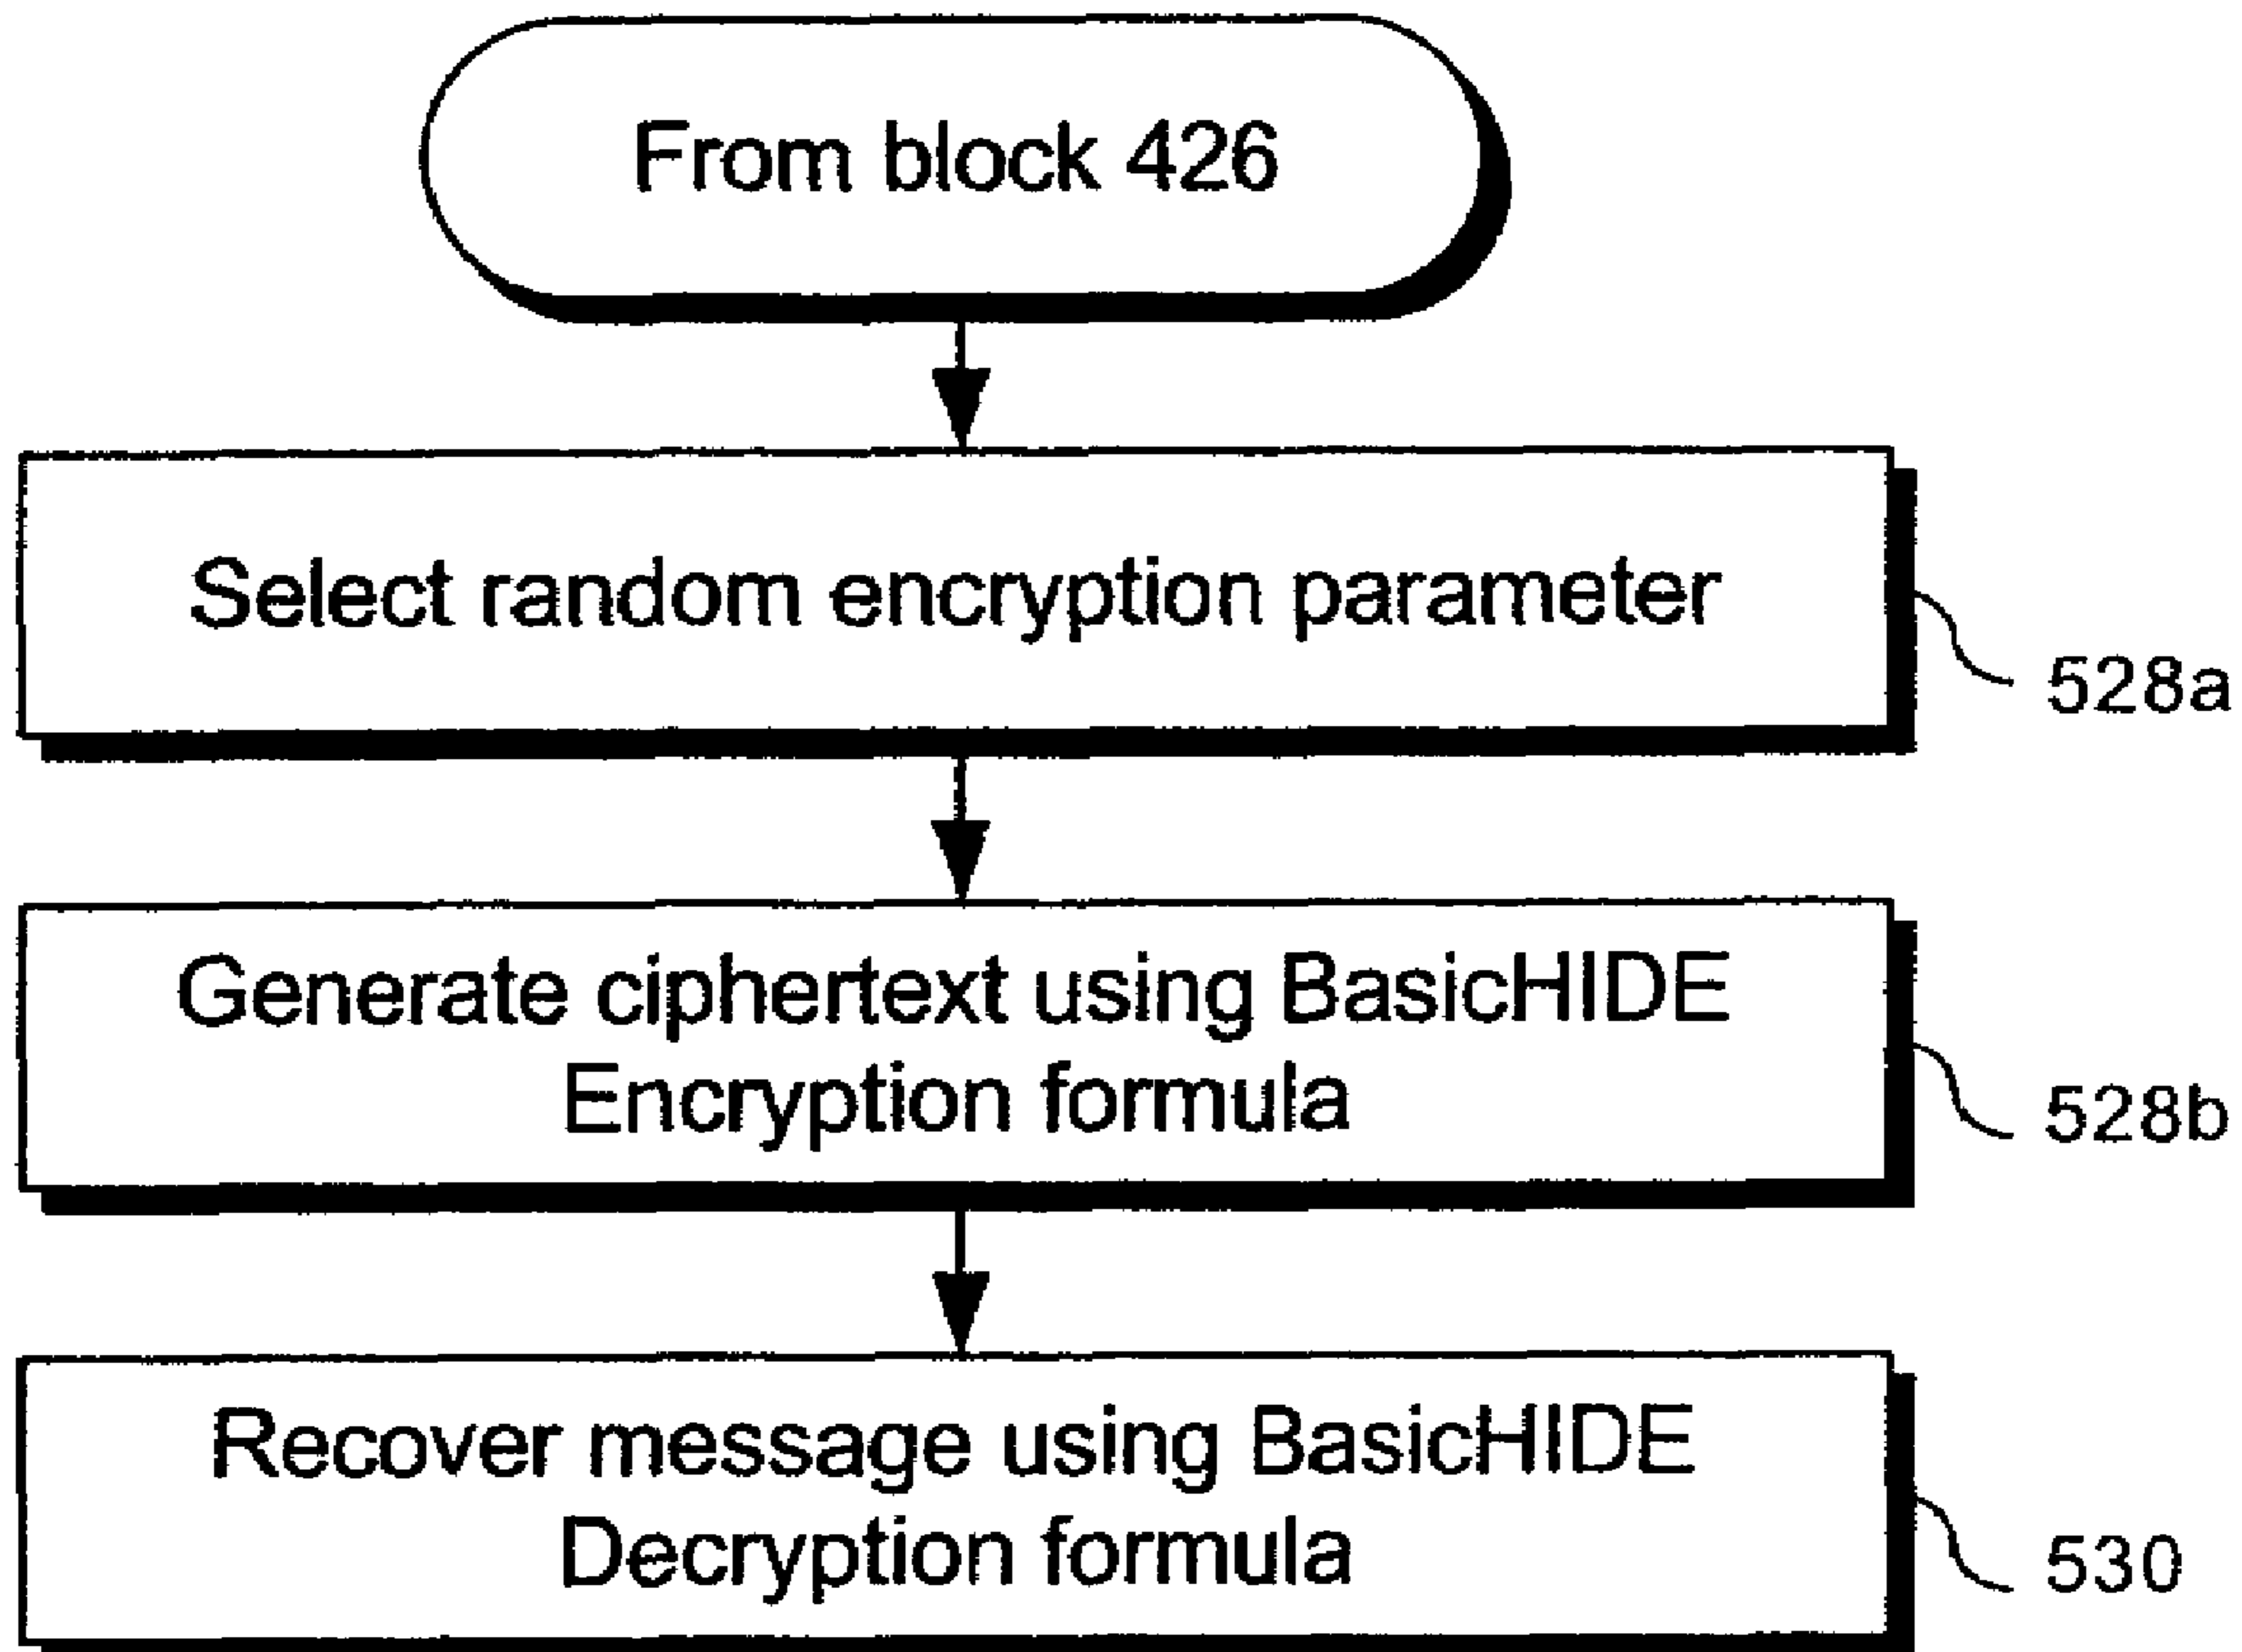 From block 426
Select random encryption parameter
528a
Generate ciphertext using BasicHIDE
Encryption formula
528b
Recover message using BasicHIDE
Decryption formula
530